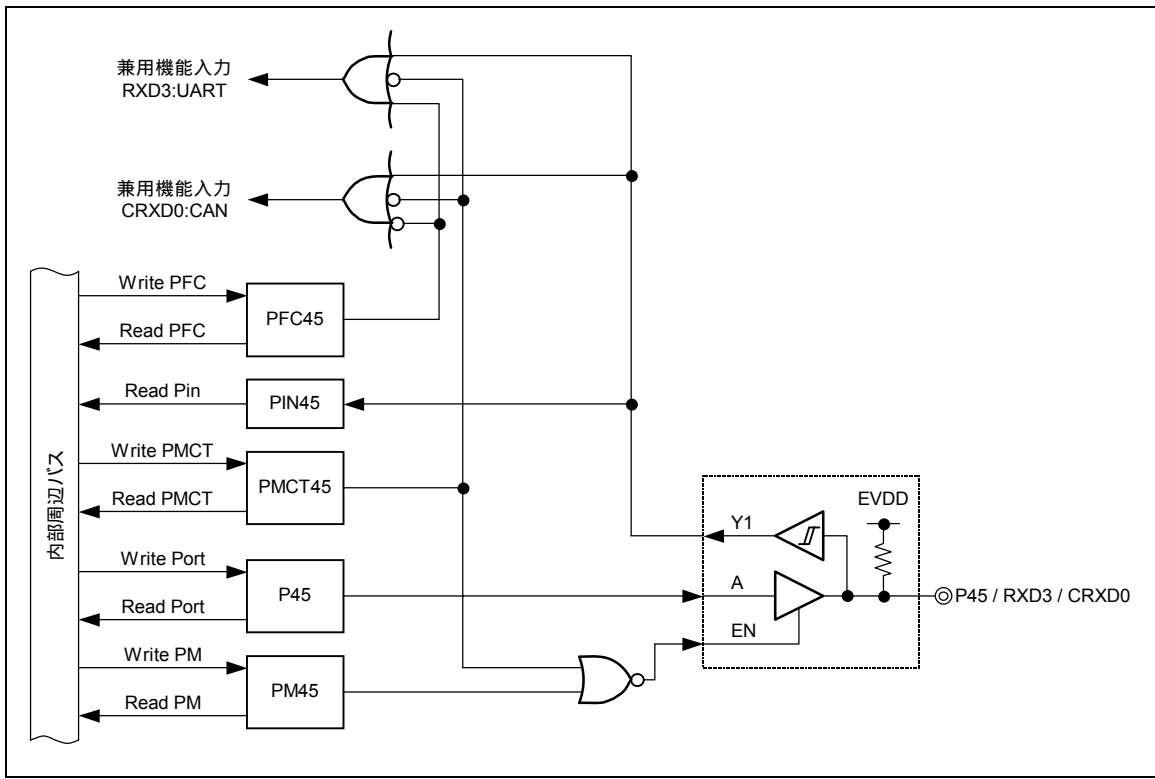 兼用機能入力
RXD3:UART
兼用機能入力
CRXD0:CAN
Write PFC
PFC45
Read PFC
Read Pin
PIN45
Write PMCT
PMCT45
Read PMCT
内部周辺バス
Write Port
P45
Read Port
Write PM
PM45
Read PM
EVDD
Y1
A
EN
P45 / RXD3 / CRXD0